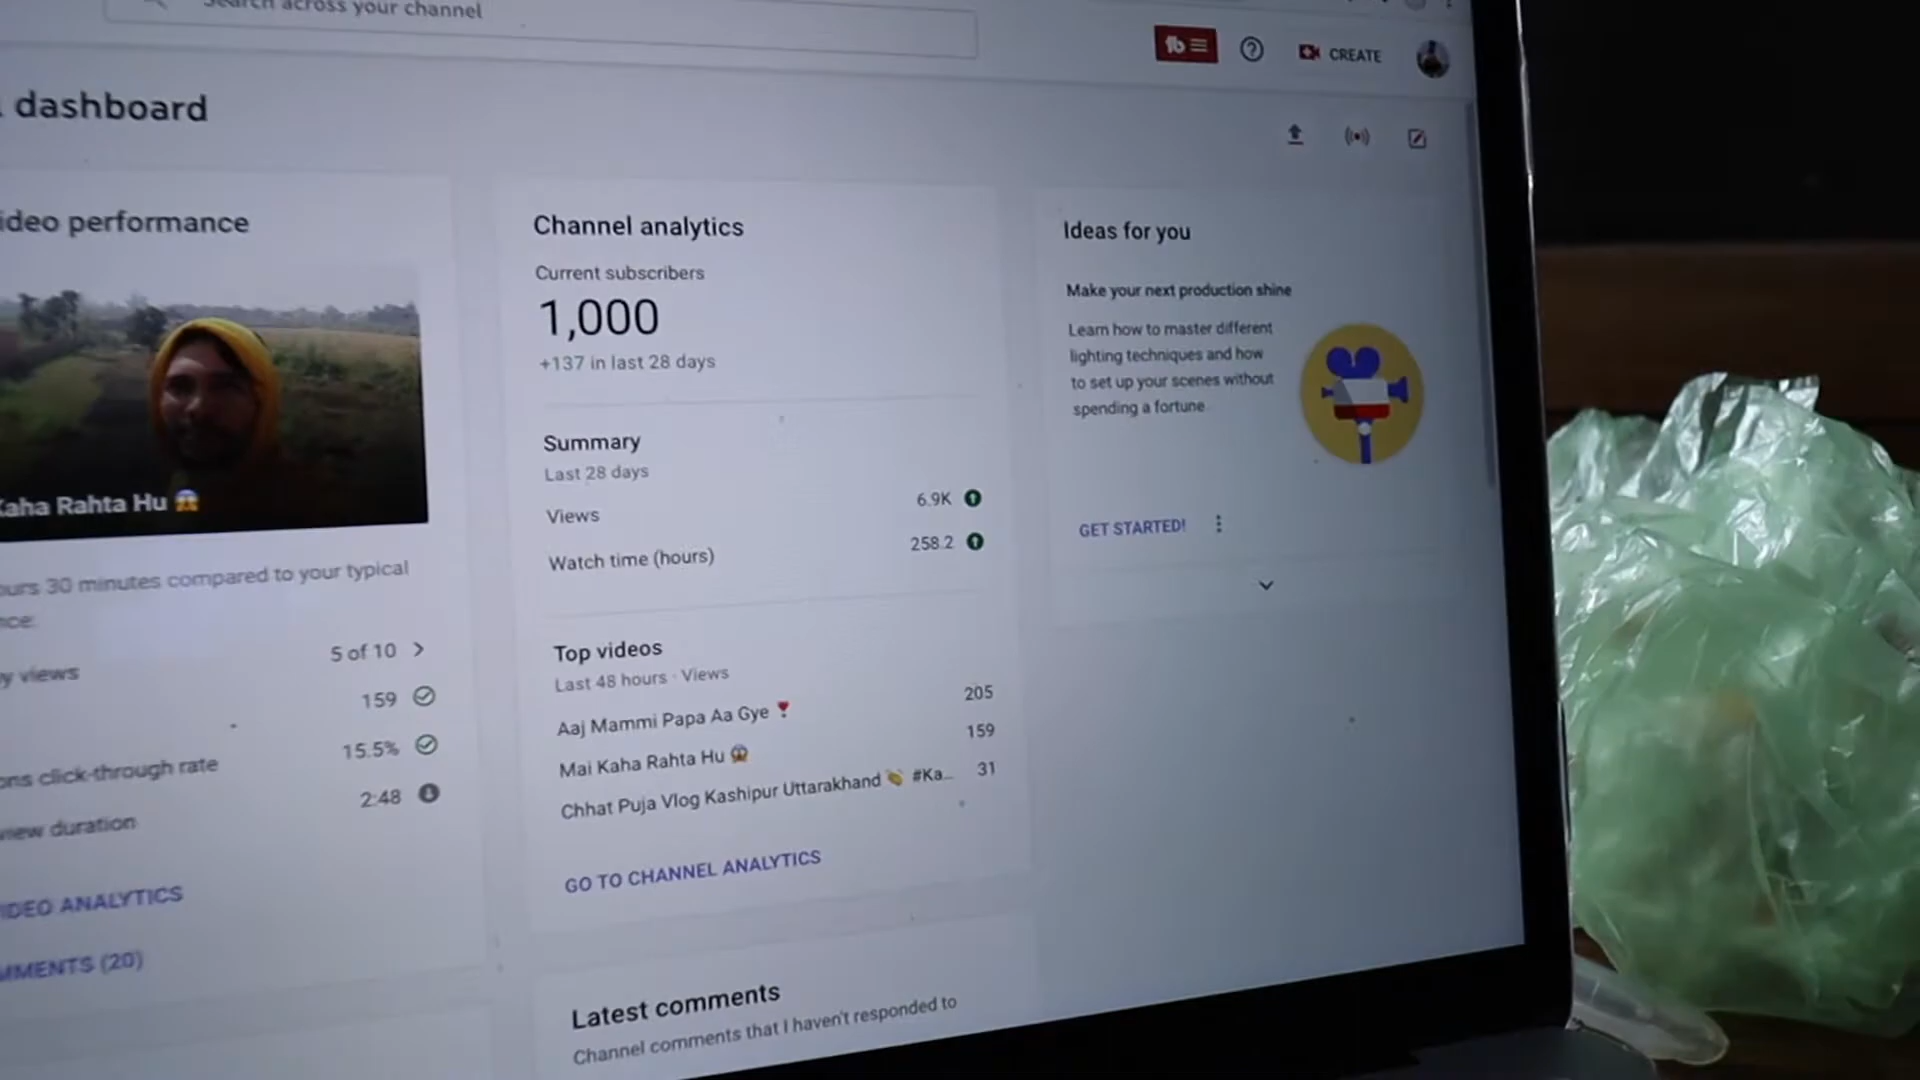 Search across your channel
CREATE
dashboard
ideo performance
Kaha Rahta Hu 😱
ours 30 minutes compared to your typical
nce:
y views
5 of 10
159
ons click-through rate
15.5%
view duration
2:48
IDEO ANALYTICS
MMENTS (20)
Channel analytics
Current subscribers
1,000
+137 in last 28 days
Summary
Last 28 days
Views
6.9K
Watch time (hours)
258.2
Top videos
Last 48 hours · Views
Aaj Mammi Papa Aa Gye ❣
205
Mai Kaha Rahta Hu 😱
159
Chhat Puja Vlog Kashipur Uttarakhand 👏 #Ka...
31
GO TO CHANNEL ANALYTICS
Latest comments
Channel comments that I haven't responded to
Ideas for you
Make your next production shine
Learn how to master different
lighting techniques and how
to set up your scenes without
spending a fortune
GET STARTED!